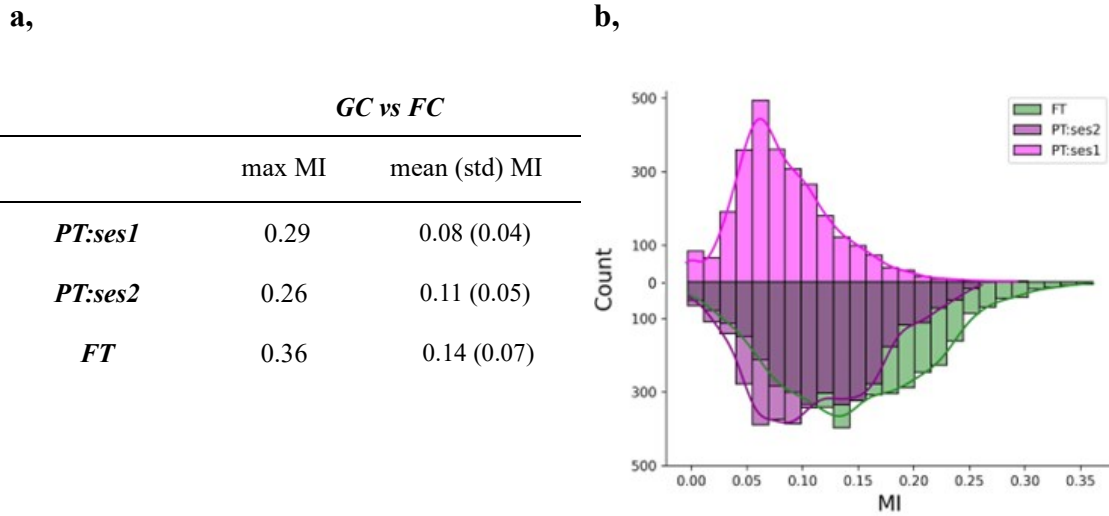 a,
GC vs FC
max MI mean (std) MI
PT:ses1 0.29 0.08 (0.04)
PT:ses2 0.26 0.11 (0.05)
FT 0.36 0.14 (0.07)
b,
500
300
100
0
100
300
500
Count
FT
PT:ses2
PT:ses1
0.00 0.05 0.10 0.15 0.20 0.25 0.30 0.35
MI